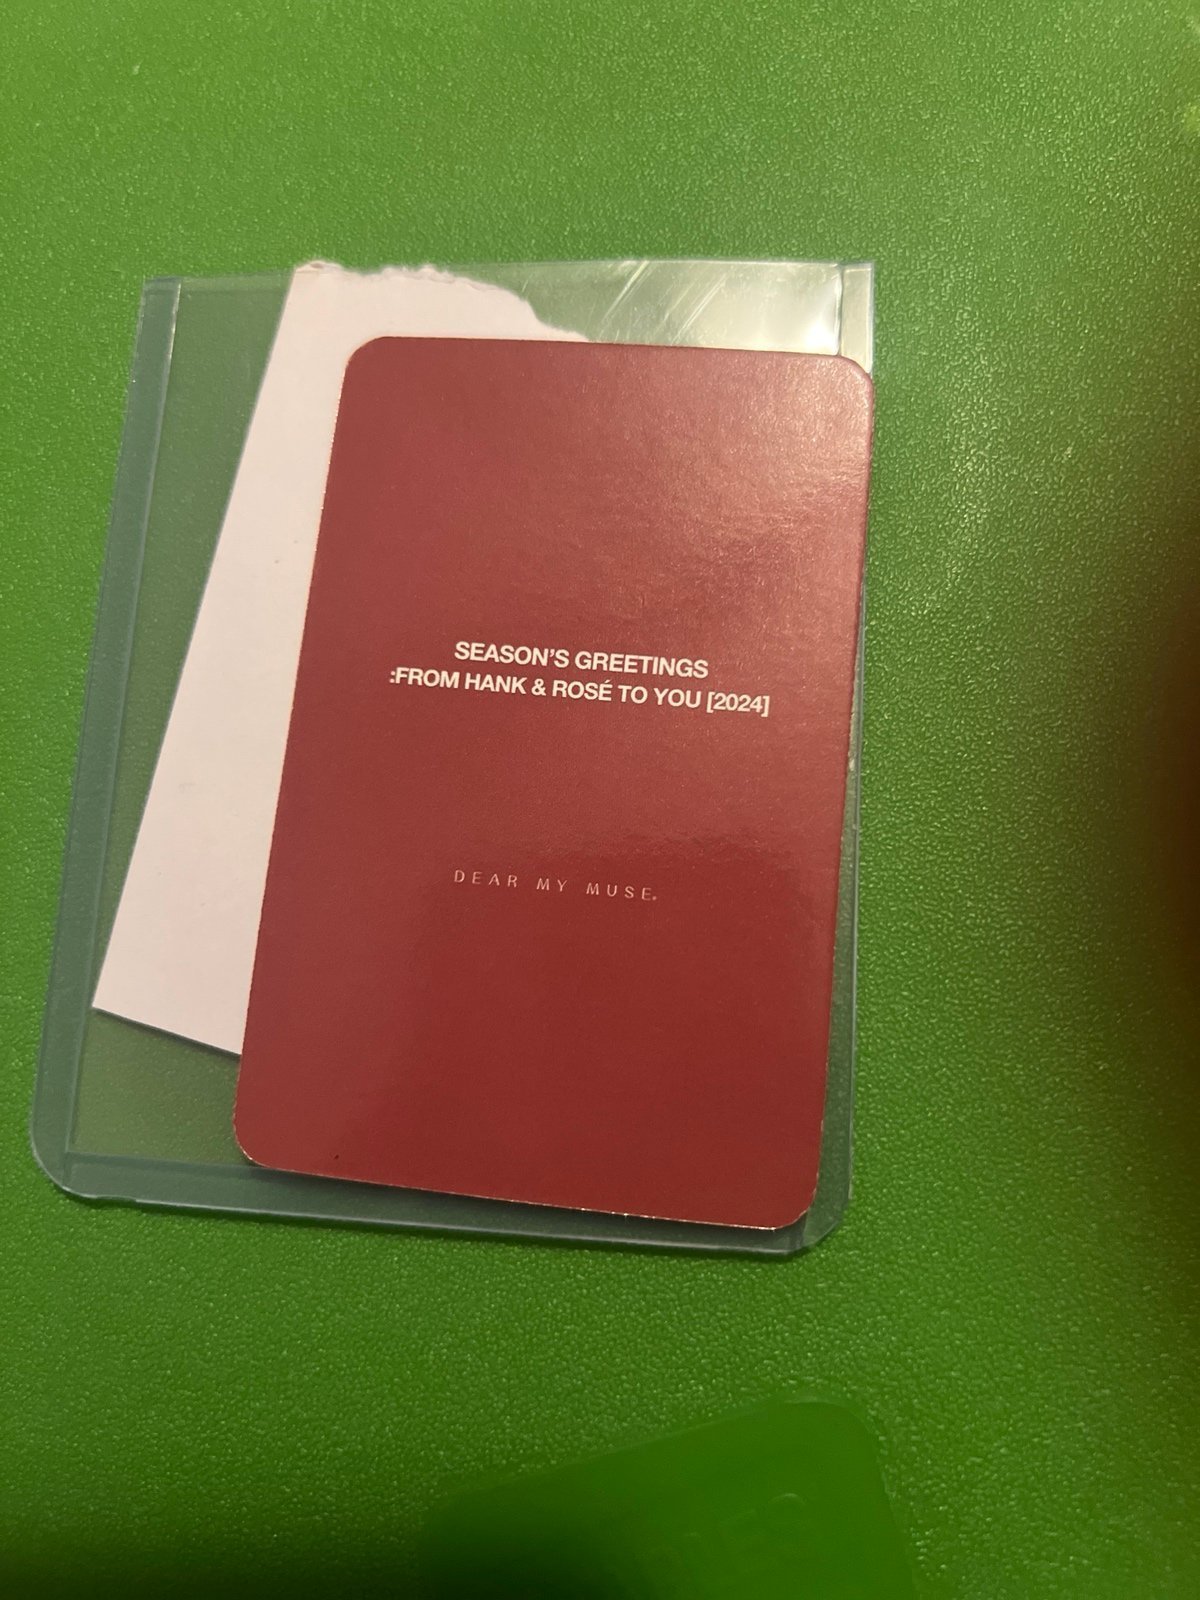 SEASON'S GREETINGS
:FROM HANK & ROSÉ TO YOU [2024]
DEAR MY MUSE.